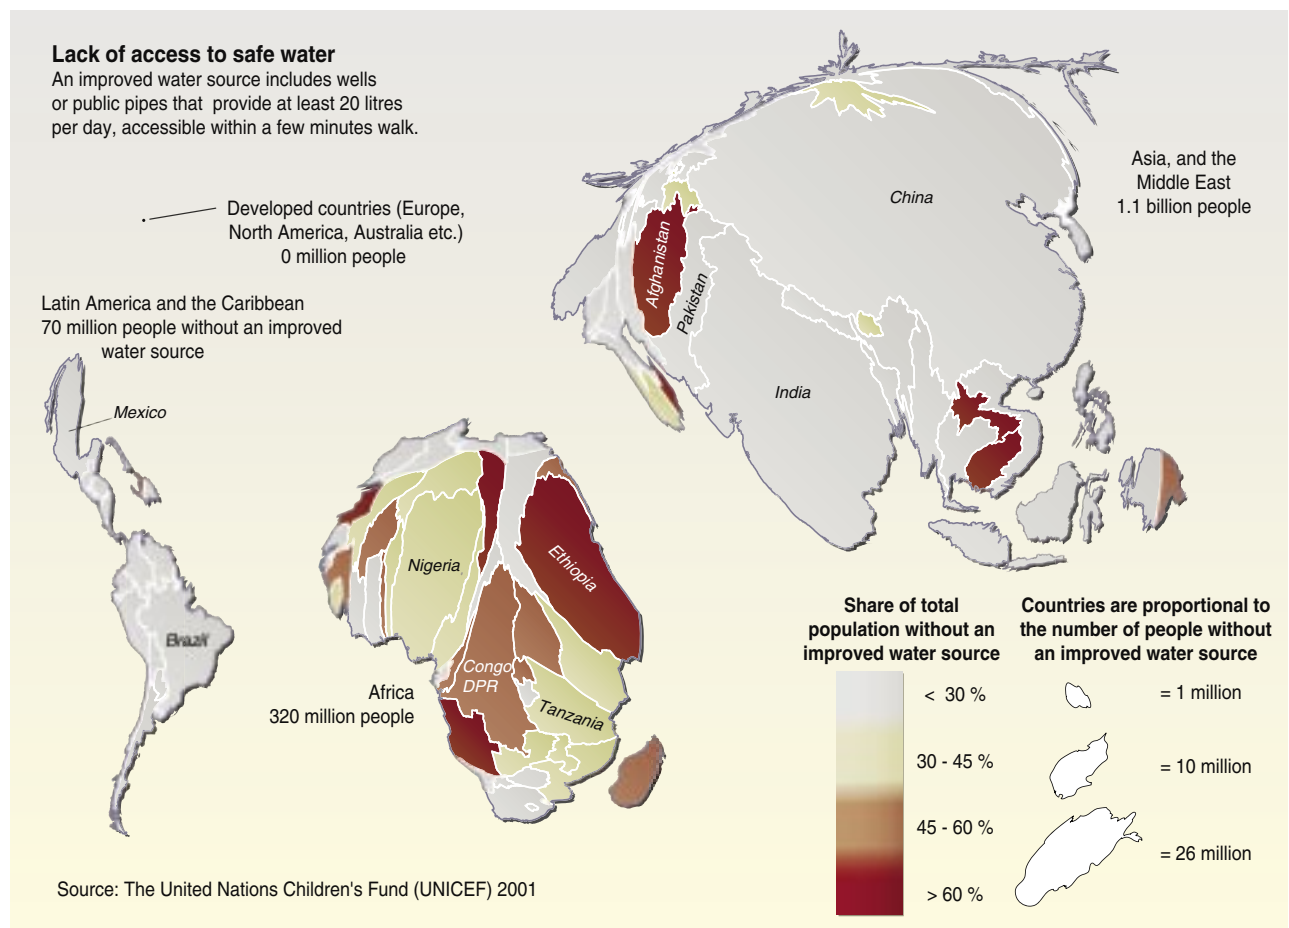 Lack of access to safe water
An improved water source includes wells
or public pipes that provide at least 20 litres
per day, accessible within a few minutes walk.
Developed countries (Europe,
North America, Australia etc.)
0 million people
Latin America and the Caribbean
70 million people without an improved
water source
Mexico
Brazil
Asia, and the
Middle East
1.1 billion people
China
Afghanistan
Pakistan
India
Nigeria
Ethiopia
Congo
DPR
Tanzania
Africa
320 million people
Share of total
population without an
improved water source
< 30 %
30 - 45 %
45 - 60 %
> 60 %
Countries are proportional to
the number of people without
an improved water source
= 1 million
= 10 million
= 26 million
Source: The United Nations Children's Fund (UNICEF) 2001